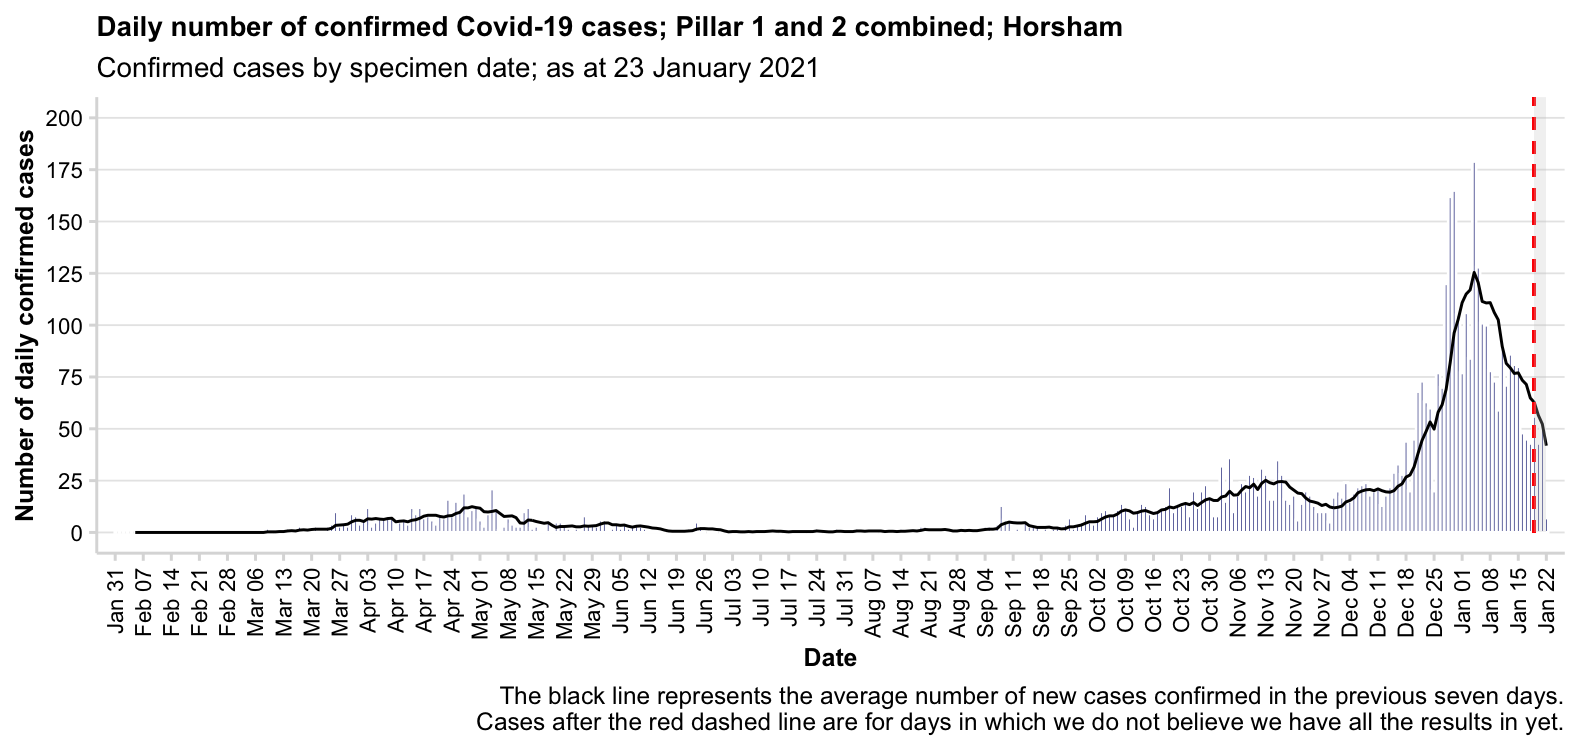 Daily number of confirmed Covid-19 cases; Pillar 1 and 2 combined; Horsham
Confirmed cases by specimen date; as at 23 January 2021
Number of daily confirmed cases
200
175
150
125
100
75
50
25
0
Jan 31
Feb 07
Feb 14
Feb 21
Feb 28
Mar 06
Mar 13
Mar 20
Mar 27
Apr 03
Apr 10
Apr 17
Apr 24
May 01
May 08
May 15
May 22
May 29
Jun 05
Jun 12
Jun 19
Jun 26
Jul 03
Jul 10
Jul 17
Jul 24
Jul 31
Aug 07
Aug 14
Aug 21
Aug 28
Sep 04
Sep 11
Sep 18
Sep 25
Oct 02
Oct 09
Oct 16
Oct 23
Oct 30
Nov 06
Nov 13
Nov 20
Nov 27
Dec 04
Dec 11
Dec 18
Dec 25
Jan 01
Jan 08
Jan 15
Jan 22
Date
The black line represents the average number of new cases confirmed in the previous seven days.
Cases after the red dashed line are for days in which we do not believe we have all the results in yet.